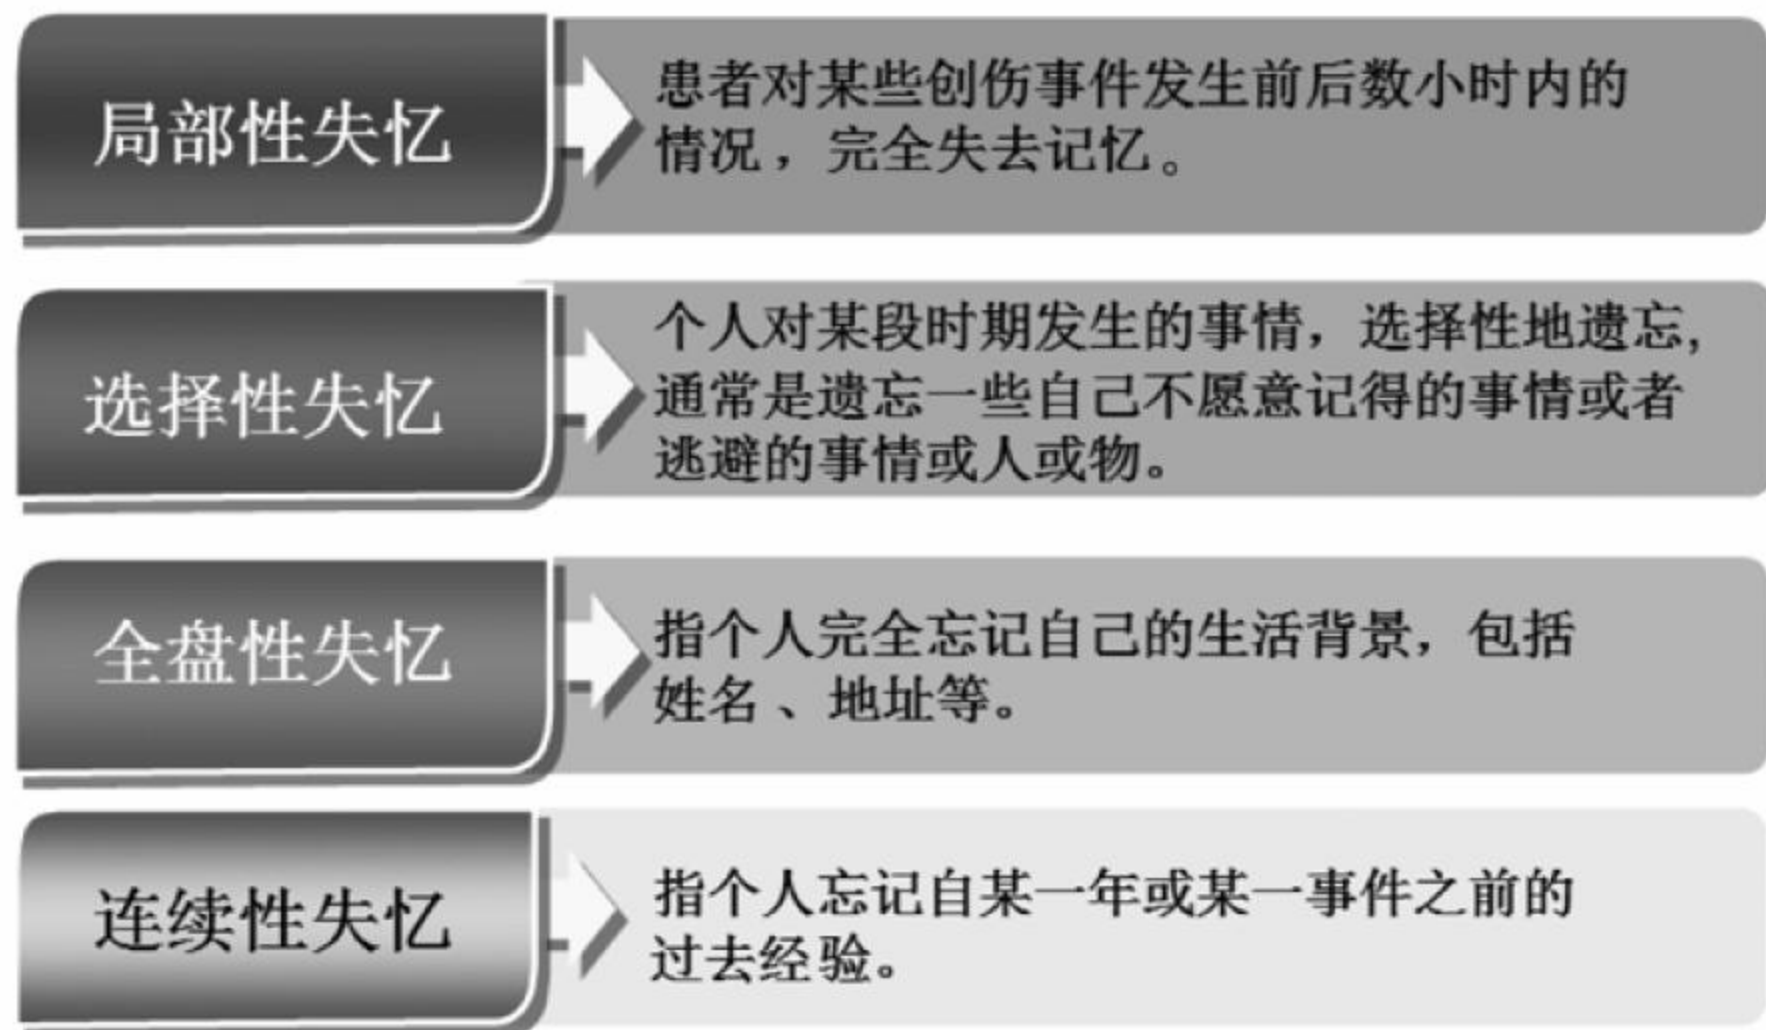 局部性失忆
患者对某些创伤事件发生前后数小时内的
情况，完全失去记忆。
选择性失忆
个人对某段时期发生的事情，选择性地遗忘，
通常是遗忘一些自己不愿意记得的事情或者
逃避的事情或人或物。
全盘性失忆
指个人完全忘记自己的生活背景，包括
姓名、地址等。
连续性失忆
指个人忘记自某一年或某一事件之前的
过去经验。